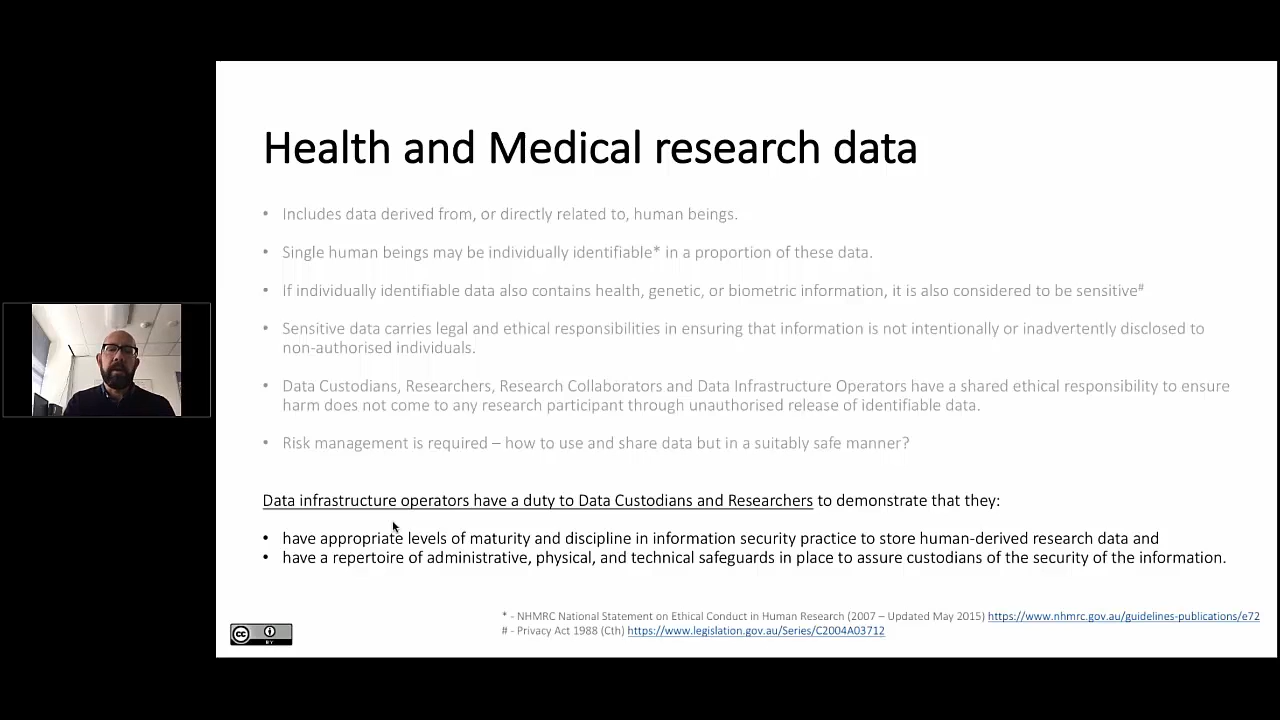 Health and Medical research data
• Includes data derived from, or directly related to, human beings.
• Single human beings may be individually identifiable* in a proportion of these data.
• If individually identifiable data also contains health, genetic, or biometric information, it is also considered to be sensitive#
• Sensitive data carries legal and ethical responsibilities in ensuring that information is not intentionally or inadvertently disclosed to
non-authorised individuals.
• Data Custodians, Researchers, Research Collaborators and Data Infrastructure Operators have a shared ethical responsibility to ensure
harm does not come to any research participant through unauthorised release of identifiable data.
• Risk management is required – how to use and share data but in a suitably safe manner?
Data infrastructure operators have a duty to Data Custodians and Researchers to demonstrate that they:
• have appropriate levels of maturity and discipline in information security practice to store human-derived research data and
• have a repertoire of administrative, physical, and technical safeguards in place to assure custodians of the security of the information.
* - NHMRC National Statement on Ethical Conduct in Human Research (2007 – Updated May 2015) https://www.nhmrc.gov.au/guidelines-publications/e72
# - Privacy Act 1988 (Cth) https://www.legislation.gov.au/Series/C2004A03712
CC BY